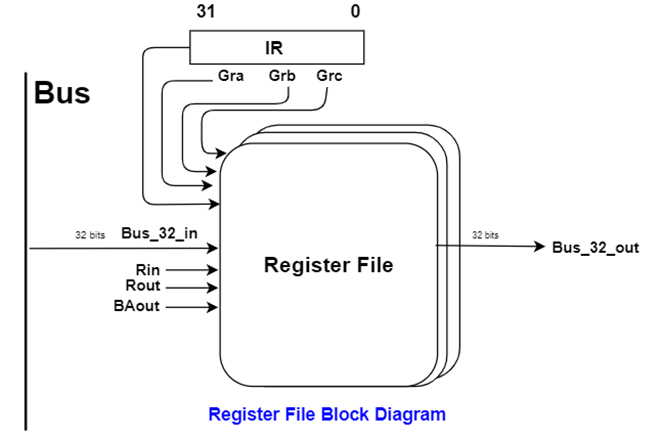 31 0
IR
Gra Grb Grc
Bus
32 bits Bus_32_in
32 bits Bus_32_out
Register File
Rin
Rout
BAout
Register File Block Diagram